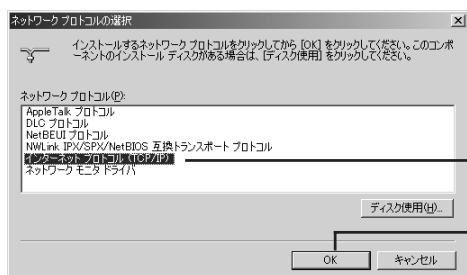 ネットワーク プロトコルの選択
インストールするネットワーク プロトコルをクリックしてから [OK] をクリックしてください。このコンポ
ーネントのインストール ディスクがある場合は、[ディスク使用] をクリックしてください。
ネットワーク プロトコル(P):
AppleTalk プロトコル
DLC プロトコル
NetBEUI プロトコル
NWLink IPX/SPX/NetBIOS 互換トランスポート プロトコル
インターネット プロトコル (TCP/IP)
ネットワーク モニタ ドライバ
ディスク使用(H)...
OK
キャンセル